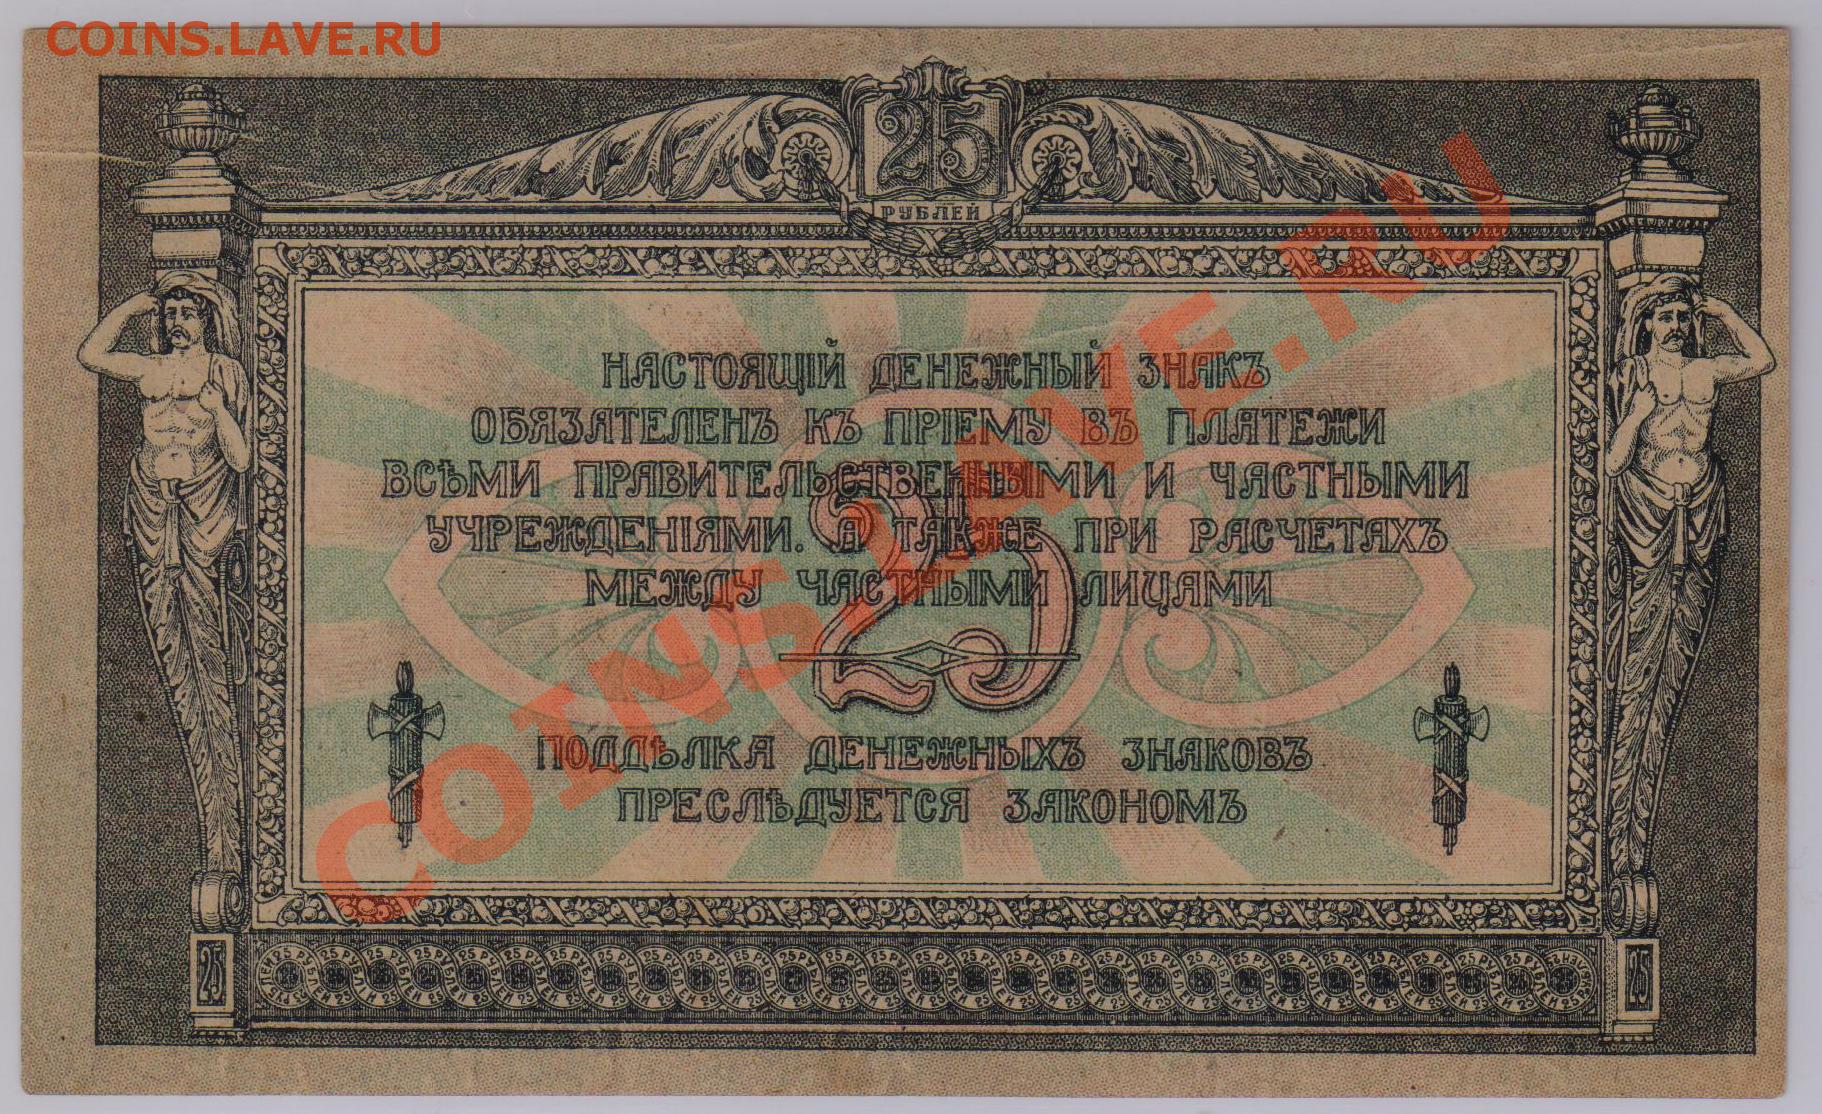 COINS.LAVE.RU
25
РУБЛЕЙ
НАСТОЯЩІЙ ДЕНЕЖНЫЙ ЗНАКЪ
ОБЯЗАТЕЛЕНЪ КЪ ПРІЕМУ ВЪ ПЛАТЕЖИ
ВСѢМИ ПРАВИТЕЛЬСТВЕННЫМИ И ЧАСТНЫМИ
УЧРЕЖДЕНІЯМИ. А ТАКЖЕ ПРИ РАСЧЕТАХЪ
МЕЖДУ ЧАСТНЫМИ ЛИЦАМИ
25
ПОДДѢЛКА ДЕНЕЖНЫХЪ ЗНАКОВЪ
ПРЕСЛѢДУЕТСЯ ЗАКОНОМЪ
COINS.LAVE.RU
25 25